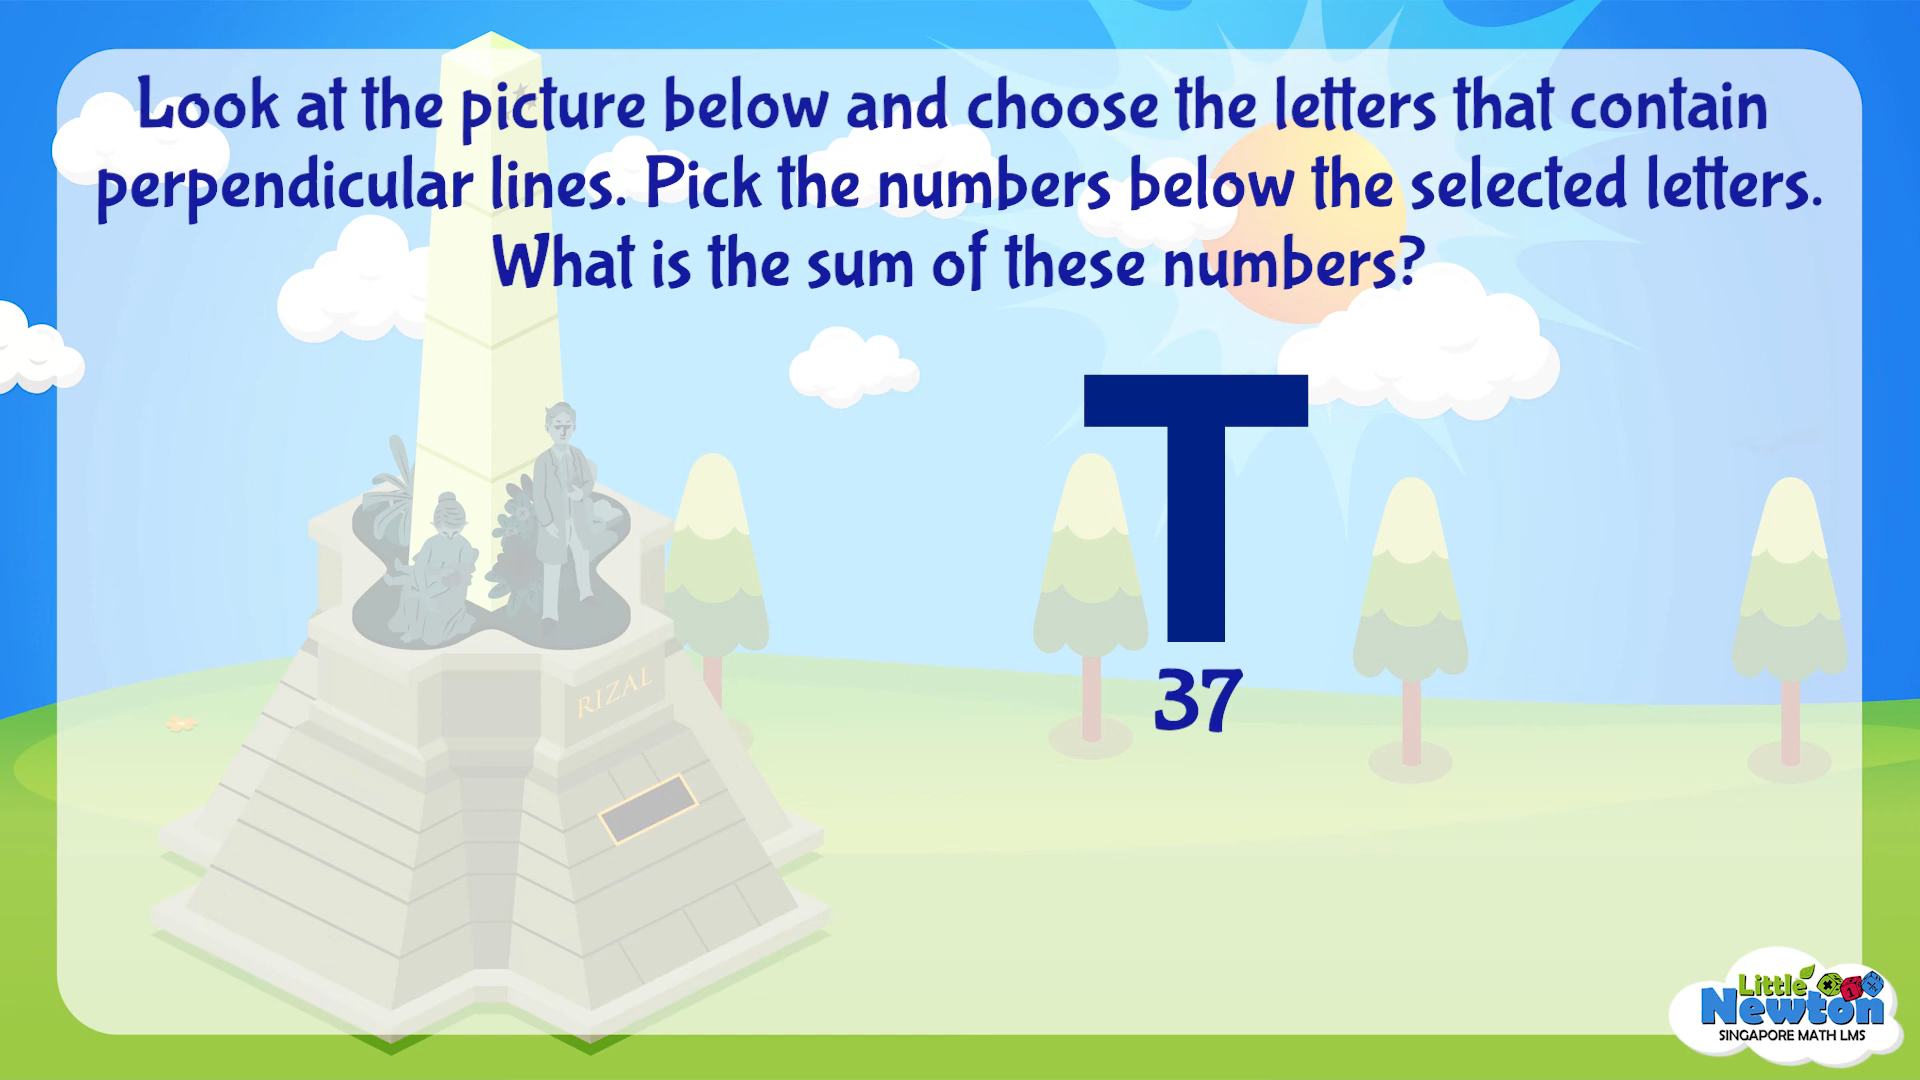 Look at the picture below and choose the letters that contain
perpendicular lines. Pick the numbers below the selected letters.
What is the sum of these numbers?
T
37
RIZAL
Little
Newton
SINGAPORE MATH LMS